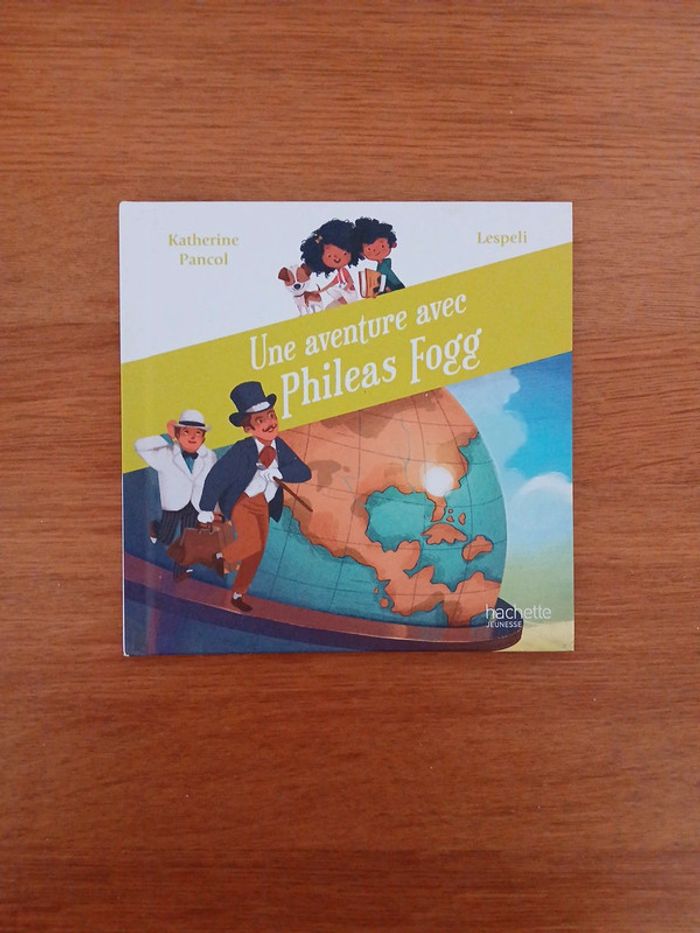 Katherine
Pancol
Lespeli
Une aventure avec
Phileas Fogg
hachette
JEUNESSE